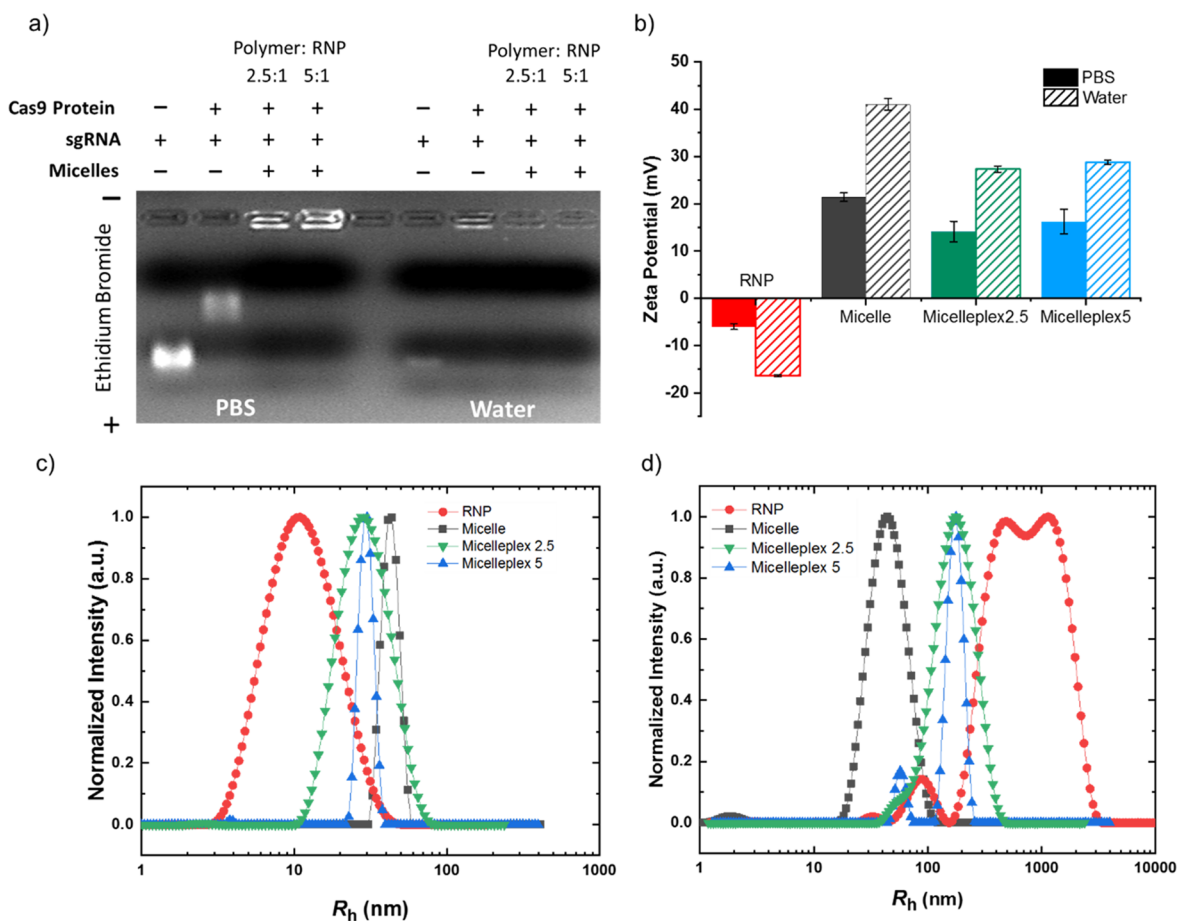 a)
Polymer: RNP
Polymer: RNP
2.5:1 5:1
2.5:1 5:1
Cas9 Protein − + + + − + + +
sgRNA + + + + + + + +
Micelles − − + + − − + +
−
Ethidium Bromide
+
PBS
Water
b)
PBS
Water
50
40
30
20
10
0
-10
-20
Zeta Potential (mV)
RNP
Micelle
Micelleplex2.5
Micelleplex5
c)
RNP
Micelle
Micelleplex 2.5
Micelleplex 5
1.0
0.8
0.6
0.4
0.2
0.0
Normalized Intensity (a.u.)
1 10 100 1000
Rh (nm)
d)
RNP
Micelle
Micelleplex 2.5
Micelleplex 5
1.0
0.8
0.6
0.4
0.2
0.0
Normalized Intensity (a.u.)
1 10 100 1000 10000
Rh (nm)